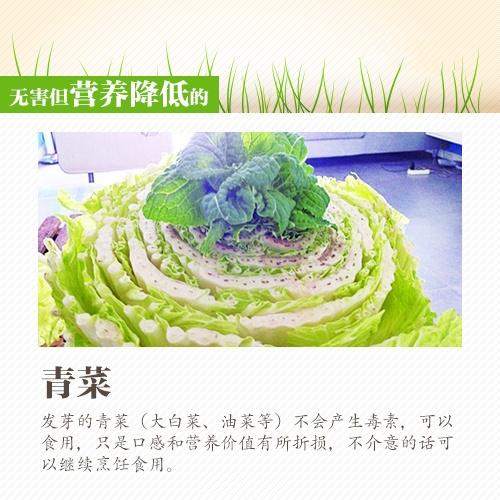 无害但营养降低的
青菜
发芽的青菜（大白菜、油菜等）不会产生毒素，可以
食用，只是口感和营养价值有所折损，不介意的话可
以继续烹饪食用。